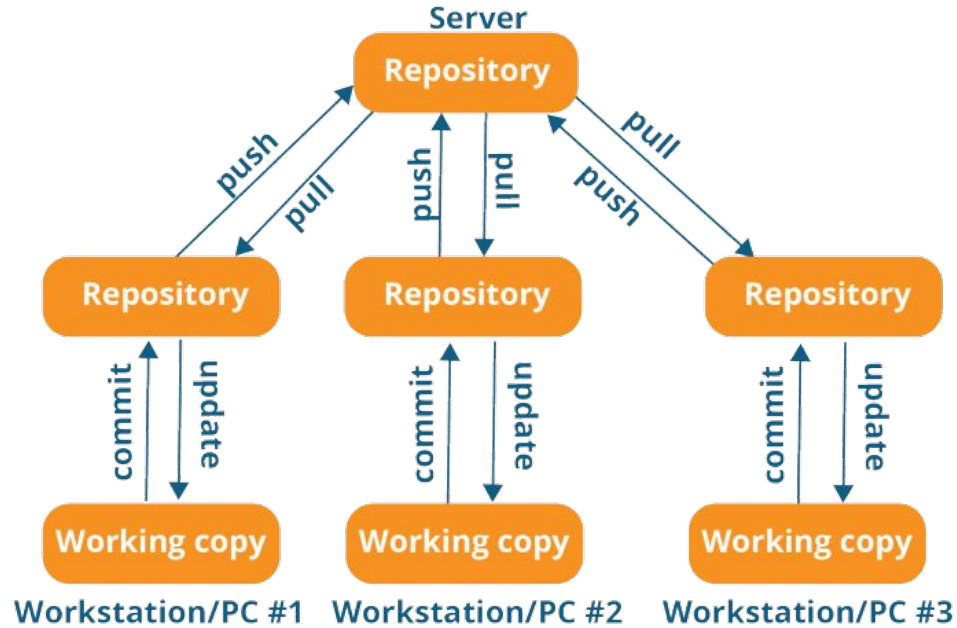 Server
Repository
push
pull
push
pull
push
pull
Repository
Repository
Repository
commit
update
commit
update
commit
update
Working copy
Working copy
Working copy
Workstation/PC #1
Workstation/PC #2
Workstation/PC #3